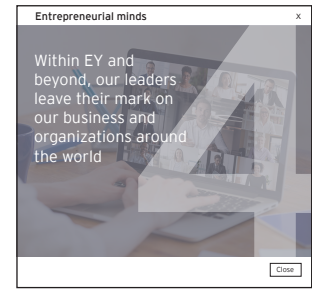 Entrepreneurial minds x
Within EY and
beyond, our leaders
leave their mark on
our business and
organizations around
the world
4
Close